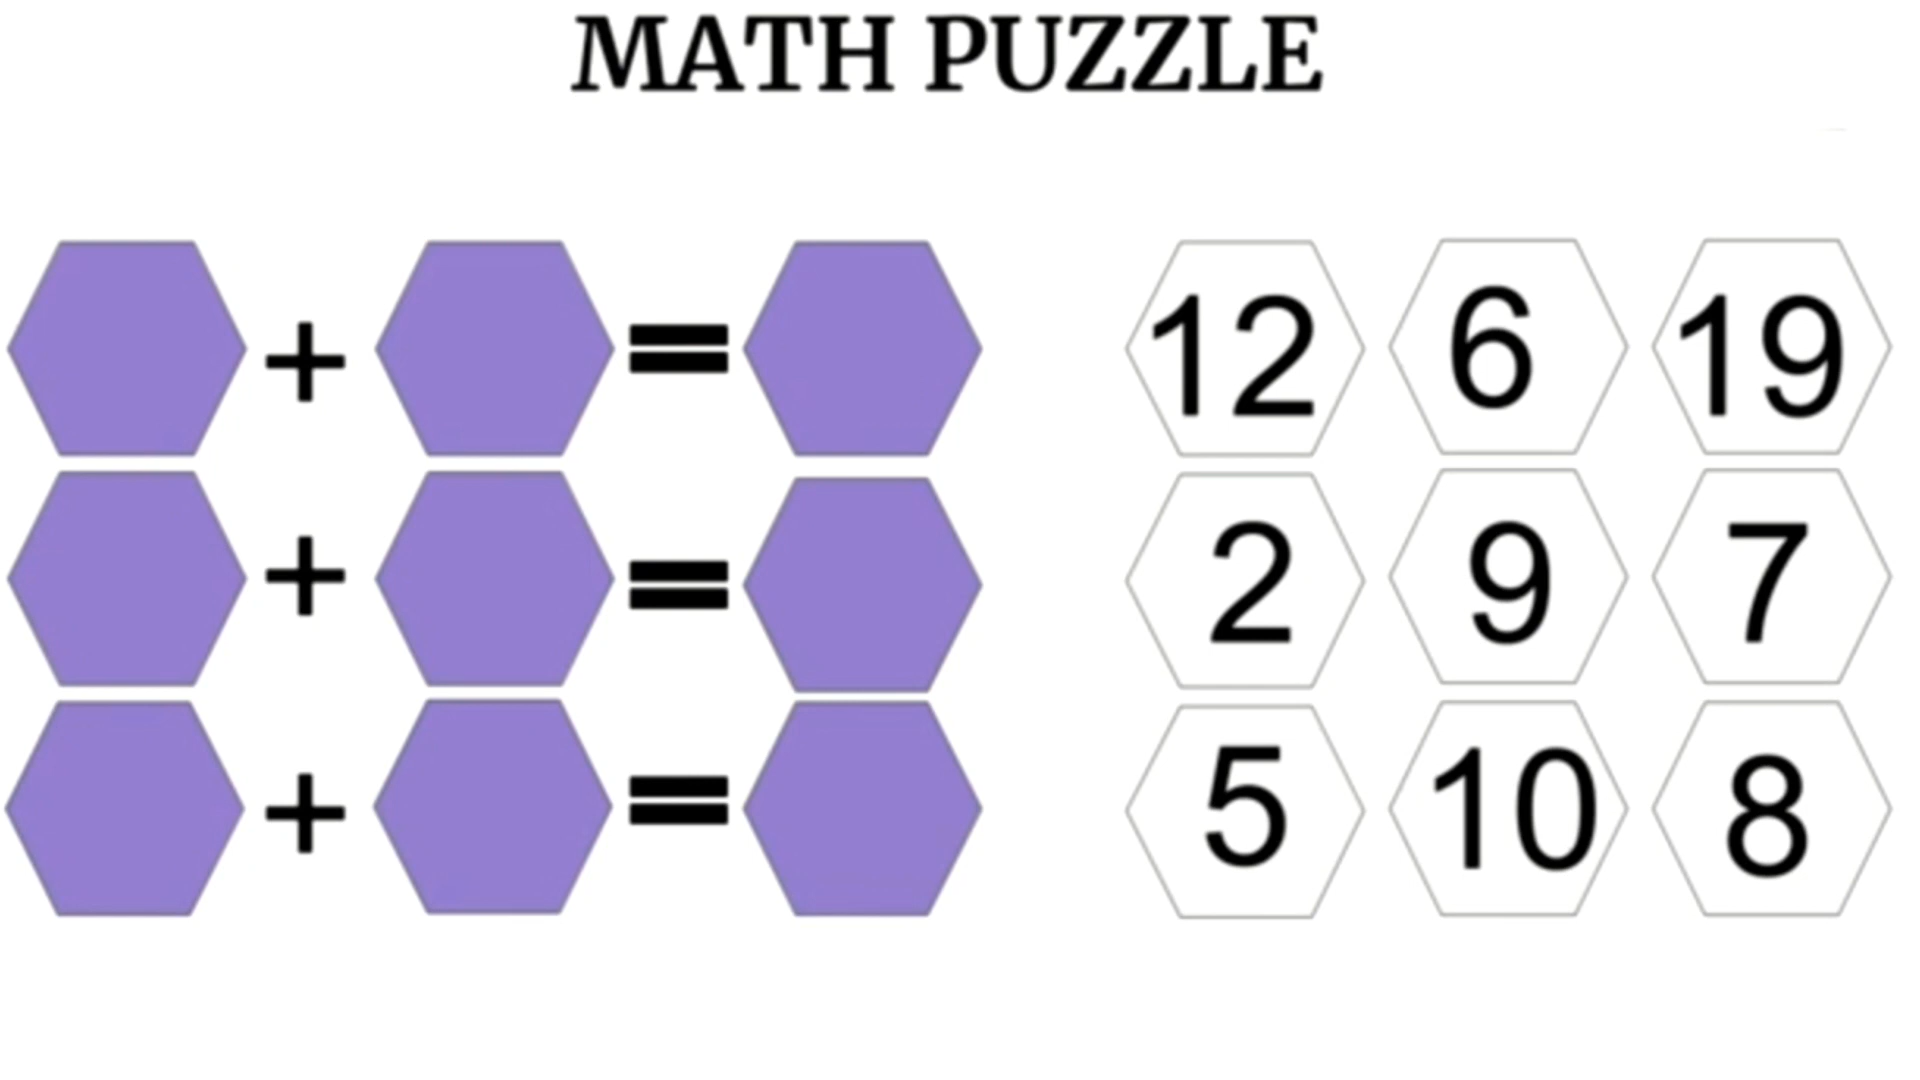 MATH PUZZLE
+ = 12 6 19
+ = 2 9 7
+ = 5 10 8